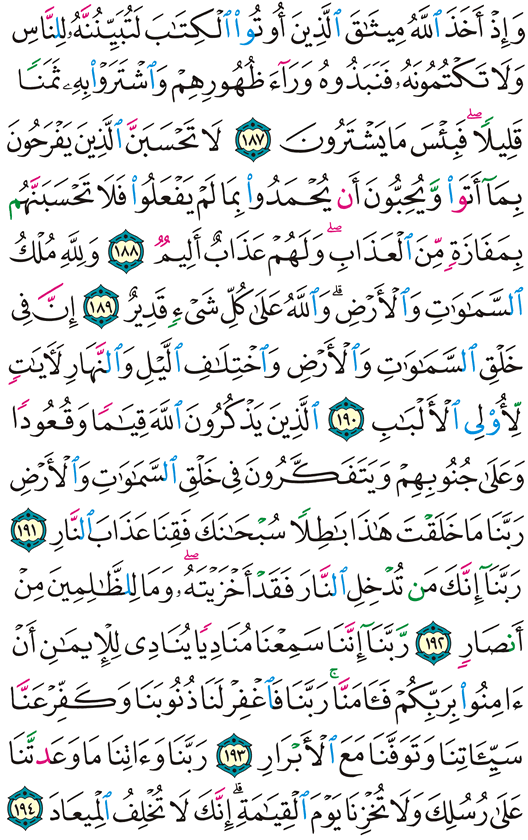 وَإِذْ أَخَذَ ٱللَّهُ مِيثَٰقَ ٱلَّذِينَ أُوتُوا۟ ٱلْكِتَٰبَ لَتُبَيِّنُنَّهُۥ لِلنَّاسِ
وَلَا تَكْتُمُونَهُۥ فَنَبَذُوهُ وَرَآءَ ظُهُورِهِمْ وَٱشْتَرَوْا۟ بِهِۦ ثَمَنًا
قَلِيلًا ۖ فَبِئْسَ مَا يَشْتَرُونَ ١٨٧ لَا تَحْسَبَنَّ ٱلَّذِينَ يَفْرَحُونَ
بِمَآ أَتَوا۟ وَّيُحِبُّونَ أَن يُحْمَدُوا۟ بِمَا لَمْ يَفْعَلُوا۟ فَلَا تَحْسَبَنَّهُم
بِمَفَازَةٍ مِّنَ ٱلْعَذَابِ ۖ وَلَهُمْ عَذَابٌ أَلِيمٌ ١٨٨ وَلِلَّهِ مُلْكُ
ٱلسَّمَٰوَٰتِ وَٱلْأَرْضِ ۗ وَٱللَّهُ عَلَىٰ كُلِّ شَىْءٍ قَدِيرٌ ١٨٩ إِنَّ فِى
خَلْقِ ٱلسَّمَٰوَٰتِ وَٱلْأَرْضِ وَٱخْتِلَٰفِ ٱلَّيْلِ وَٱلنَّهَارِ لَـَٔايَٰتٍ
لِّأُو۟لِى ٱلْأَلْبَٰبِ ١٩٠ ٱلَّذِينَ يَذْكُرُونَ ٱللَّهَ قِيَٰمًا وَقُعُودًا
وَعَلَىٰ جُنُوبِهِمْ وَيَتَفَكَّرُونَ فِى خَلْقِ ٱلسَّمَٰوَٰتِ وَٱلْأَرْضِ
رَبَّنَا مَا خَلَقْتَ هَٰذَا بَٰطِلًا سُبْحَٰنَكَ فَقِنَا عَذَابَ ٱلنَّارِ ١٩١
رَبَّنَآ إِنَّكَ مَن تُدْخِلِ ٱلنَّارَ فَقَدْ أَخْزَيْتَهُۥ ۖ وَمَا لِلظَّٰلِمِينَ مِنْ
أَنصَارٍ ١٩٢ رَّبَّنَآ إِنَّنَا سَمِعْنَا مُنَادِيًا يُنَادِى لِلْإِيمَٰنِ أَنْ
ءَامِنُوا۟ بِرَبِّكُمْ فَـَٔامَنَّا ۚ رَبَّنَا فَٱغْفِرْ لَنَا ذُنُوبَنَا وَكَفِّرْ عَنَّا
سَيِّـَٔاتِنَا وَتَوَفَّنَا مَعَ ٱلْأَبْرَارِ ١٩٣ رَبَّنَا وَءَاتِنَا مَا وَعَدتَّنَا
عَلَىٰ رُسُلِكَ وَلَا تُخْزِنَا يَوْمَ ٱلْقِيَٰمَةِ ۗ إِنَّكَ لَا تُخْلِفُ ٱلْمِيعَادَ ١٩٤